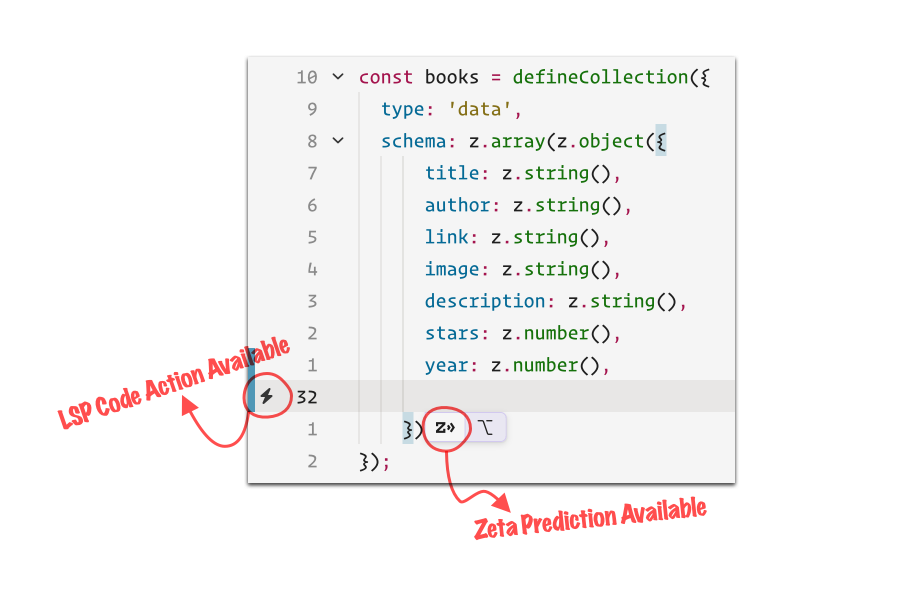 10 const books = defineCollection({
9 type: 'data',
8 schema: z.array(z.object({
7 title: z.string(),
6 author: z.string(),
5 link: z.string(),
4 image: z.string(),
3 description: z.string(),
2 stars: z.number(),
1 year: z.number(),
32
1 })
2 });
LSP Code Action Available
Zeta Prediction Available